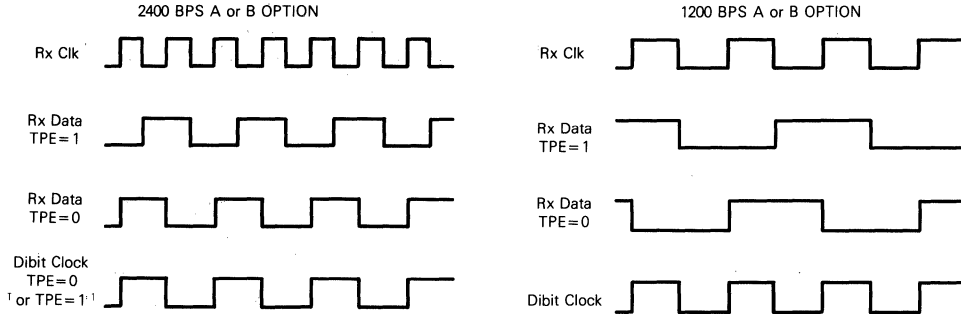 2400 BPS A or B OPTION
Rx Clk
Rx Data
TPE=1
Rx Data
TPE=0
Dibit Clock
TPE=0
or TPE=1
1200 BPS A or B OPTION
Rx Clk
Rx Data
TPE=1
Rx Data
TPE=0
Dibit Clock